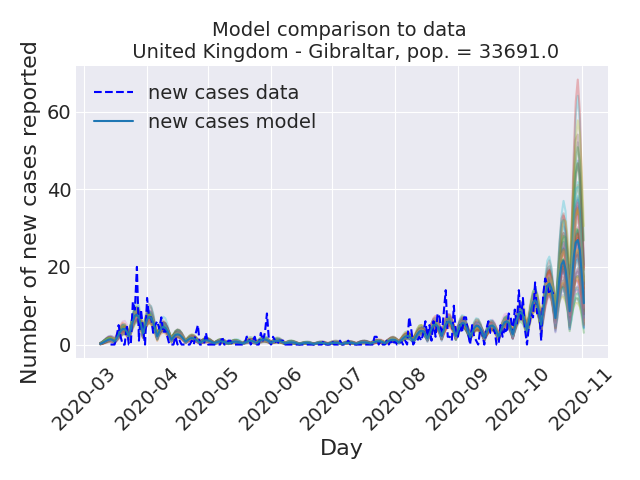 Model comparison to data
United Kingdom - Gibraltar, pop. = 33691.0
Number of new cases reported
60
40
20
0
new cases data
new cases model
2020-03
2020-04
2020-05
2020-06
2020-07
2020-08
2020-09
2020-10
2020-11
Day